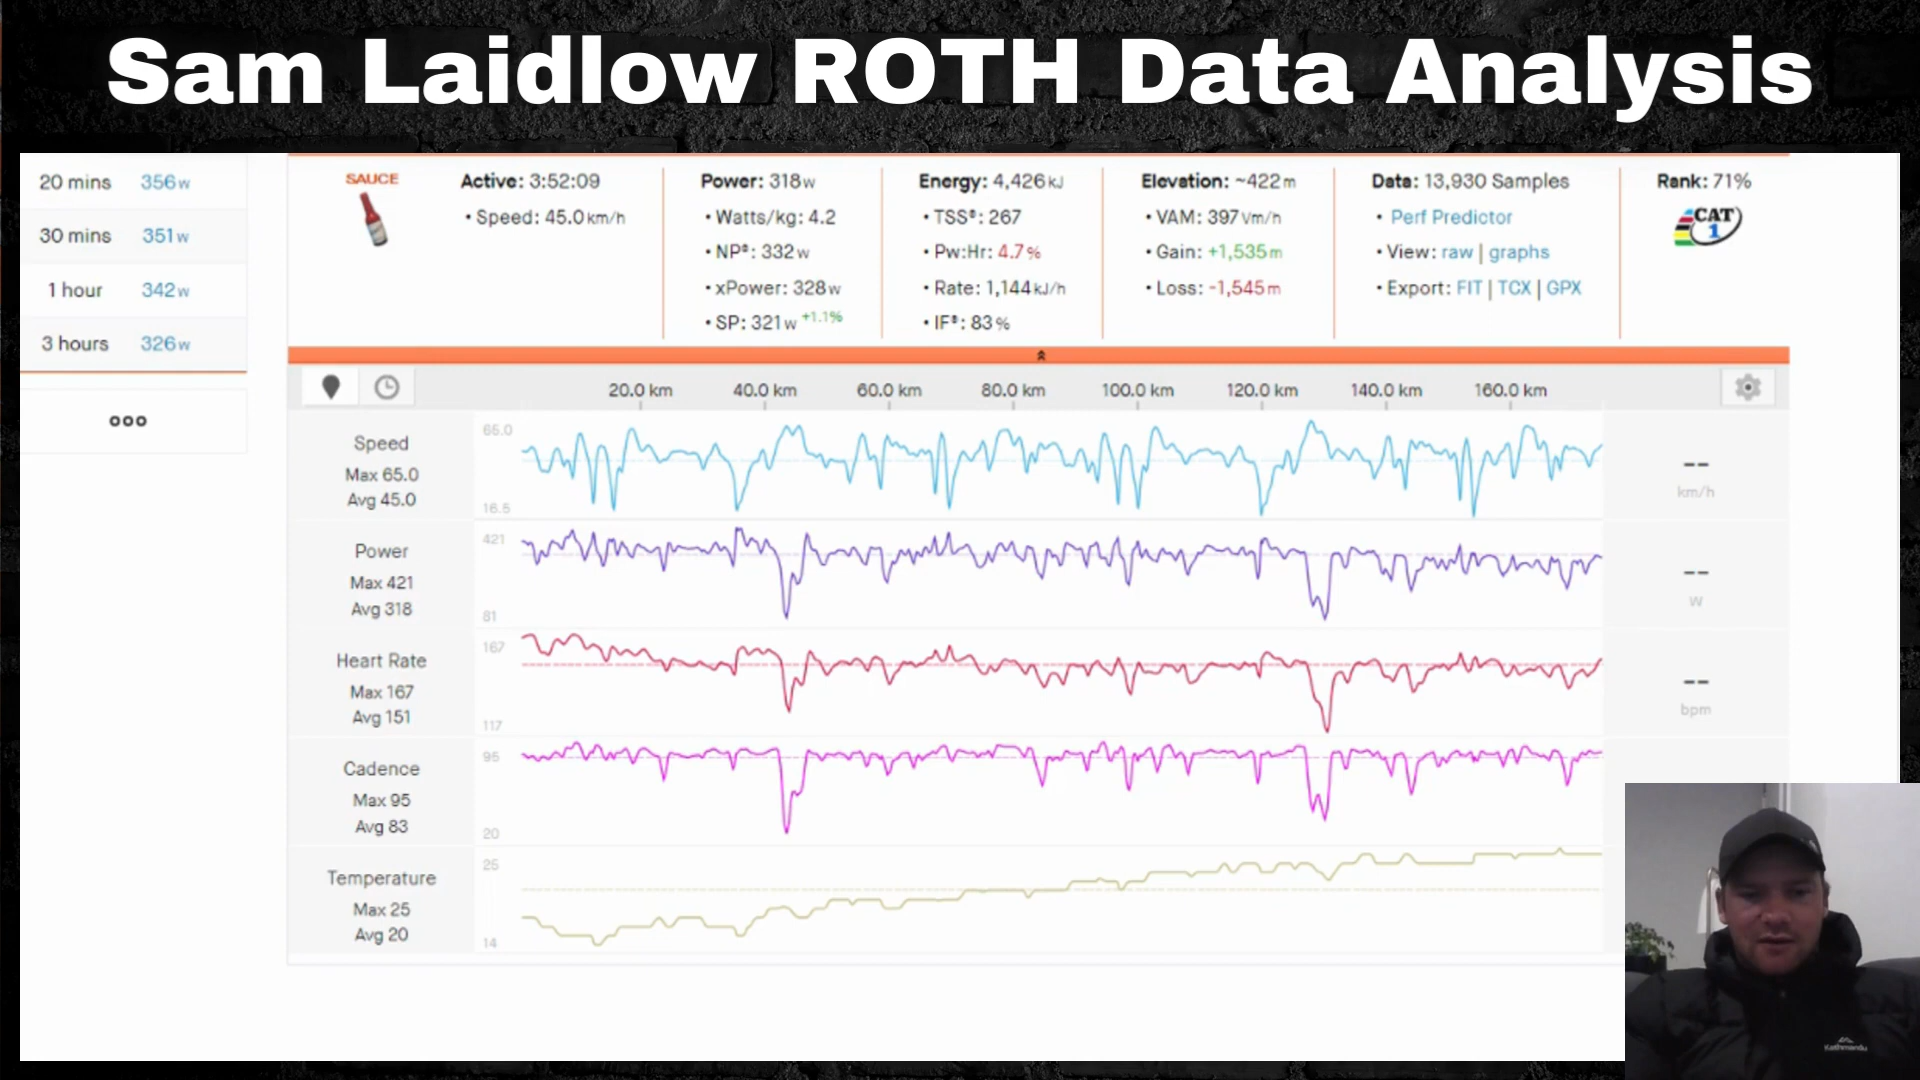 Sam Laidlow ROTH Data Analysis
20 mins 356w
30 mins 351w
1 hour 342w
3 hours 326w
SAUCE
Active: 3:52:09
• Speed: 45.0km/h
Power: 318w
• Watts/kg: 4.2
• NP®: 332w
• xPower: 328w
• SP: 321w +1.1%
Energy: 4,426kJ
• TSS®: 267
• Pw:Hr: 4.7%
• Rate: 1,144kJ/h
• IF®: 83%
Elevation: ~422m
• VAM: 397Vm/h
• Gain: +1,535m
• Loss: -1,545m
Data: 13,930 Samples
• Perf Predictor
• View: raw | graphs
• Export: FIT | TCX | GPX
Rank: 71%
CAT
1
20.0 km 40.0 km 60.0 km 80.0 km 100.0 km 120.0 km 140.0 km 160.0 km
Speed
Max 65.0
Avg 45.0
65.0
16.5
--
km/h
Power
Max 421
Avg 318
421
81
--
W
Heart Rate
Max 167
Avg 151
167
117
--
bpm
Cadence
Max 95
Avg 83
95
20
Temperature
Max 25
Avg 20
25
14
Kathmandu